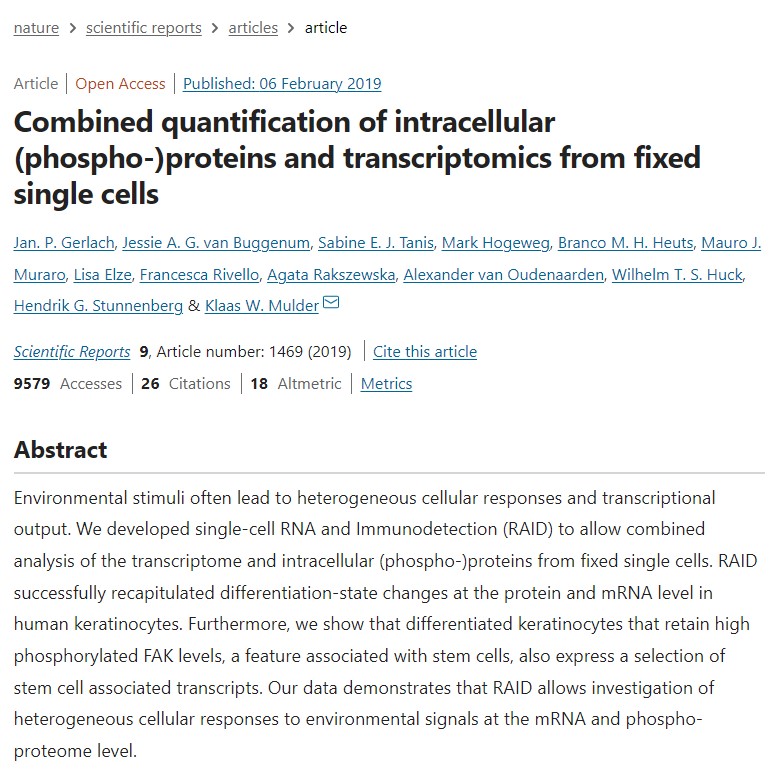 nature > scientific reports > articles > article
Article | Open Access | Published: 06 February 2019
Combined quantification of intracellular
(phospho-)proteins and transcriptomics from fixed
single cells
Jan. P. Gerlach, Jessie A. G. van Buggenum, Sabine E. J. Tanis, Mark Hogeweg, Branco M. H. Heuts, Mauro J.
Muraro, Lisa Elze, Francesca Rivello, Agata Rakszewska, Alexander van Oudenaarden, Wilhelm T. S. Huck,
Hendrik G. Stunnenberg & Klaas W. Mulder
Scientific Reports 9, Article number: 1469 (2019) | Cite this article
9579 Accesses | 26 Citations | 18 Altmetric | Metrics
Abstract
Environmental stimuli often lead to heterogeneous cellular responses and transcriptional
output. We developed single-cell RNA and Immunodetection (RAID) to allow combined
analysis of the transcriptome and intracellular (phospho-)proteins from fixed single cells. RAID
successfully recapitulated differentiation-state changes at the protein and mRNA level in
human keratinocytes. Furthermore, we show that differentiated keratinocytes that retain high
phosphorylated FAK levels, a feature associated with stem cells, also express a selection of
stem cell associated transcripts. Our data demonstrates that RAID allows investigation of
heterogeneous cellular responses to environmental signals at the mRNA and phospho-
proteome level.